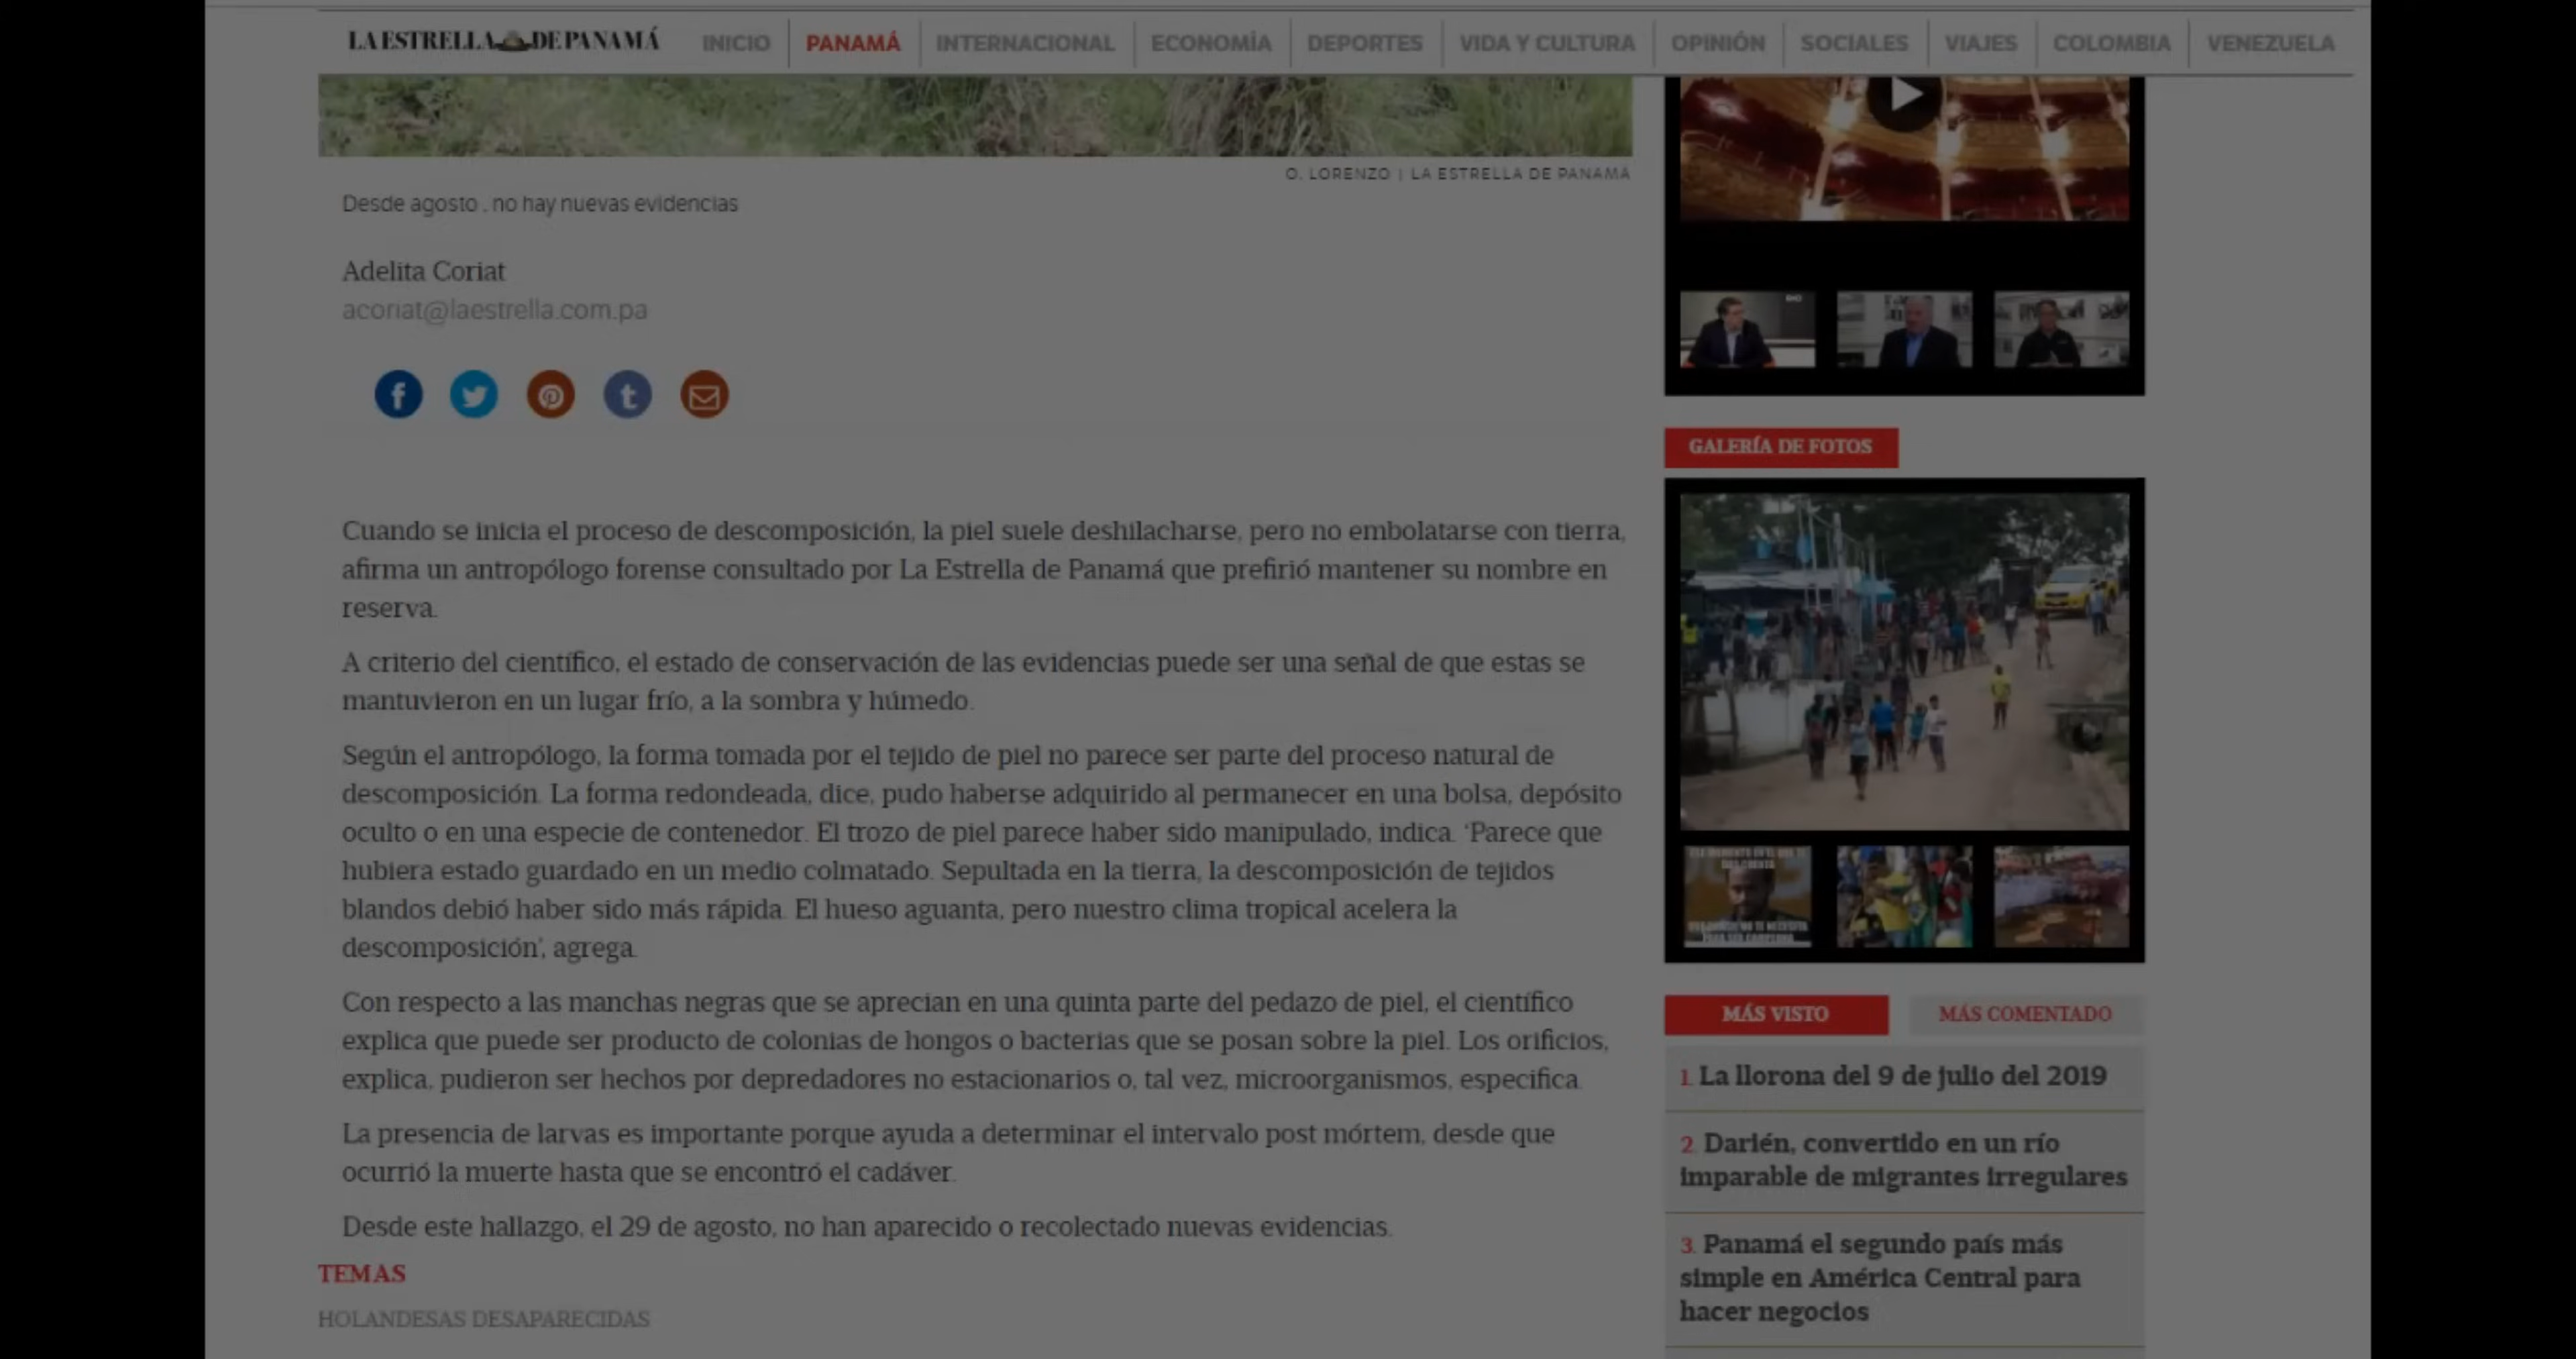 LA ESTRELLA DE PANAMÁ INICIO PANAMÁ INTERNACIONAL ECONOMÍA DEPORTES VIDA Y CULTURA OPINIÓN SOCIALES VIAJES COLOMBIA VENEZUELA
O. LORENZO | LA ESTRELLA DE PANAMÁ
Desde agosto . no hay nuevas evidencias
Adelita Coriat
acoriat@laestrella.com.pa
Cuando se inicia el proceso de descomposición, la piel suele deshilacharse, pero no embolatarse con tierra,
afirma un antropólogo forense consultado por La Estrella de Panamá que prefirió mantener su nombre en
reserva.
A criterio del científico, el estado de conservación de las evidencias puede ser una señal de que estas se
mantuvieron en un lugar frío, a la sombra y húmedo.
Según el antropólogo, la forma tomada por el tejido de piel no parece ser parte del proceso natural de
descomposición. La forma redondeada, dice, pudo haberse adquirido al permanecer en una bolsa, depósito
oculto o en una especie de contenedor. El trozo de piel parece haber sido manipulado, indica. ‘Parece que
hubiera estado guardado en un medio colmatado. Sepultada en la tierra, la descomposición de tejidos
blandos debió haber sido más rápida. El hueso aguanta, pero nuestro clima tropical acelera la
descomposición’, agrega.
Con respecto a las manchas negras que se aprecian en una quinta parte del pedazo de piel, el científico
explica que puede ser producto de colonias de hongos o bacterias que se posan sobre la piel. Los orificios,
explica, pudieron ser hechos por depredadores no estacionarios o, tal vez, microorganismos, especifica.
La presencia de larvas es importante porque ayuda a determinar el intervalo post mórtem, desde que
ocurrió la muerte hasta que se encontró el cadáver.
Desde este hallazgo, el 29 de agosto, no han aparecido o recolectado nuevas evidencias.
TEMAS
HOLANDESAS DESAPARECIDAS
GALERÍA DE FOTOS
MÁS VISTO MÁS COMENTADO
1. La llorona del 9 de julio del 2019
2. Darién, convertido en un río
imparable de migrantes irregulares
3. Panamá el segundo país más
simple en América Central para
hacer negocios